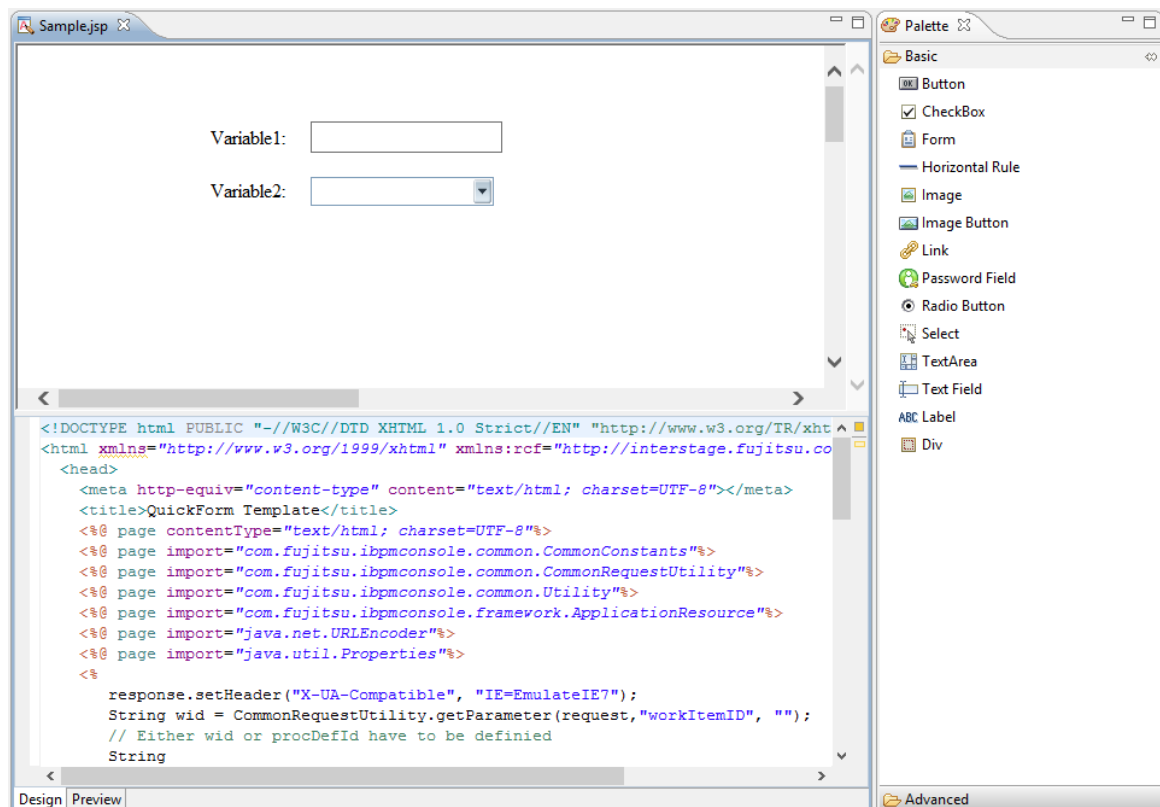 Sample.jsp
Variable1:
Variable2:
<!DOCTYPE html PUBLIC "-//W3C//DTD XHTML 1.0 Strict//EN" "http://www.w3.org/TR/xht
<html xmlns="http://www.w3.org/1999/xhtml" xmlns:rcf="http://interstage.fujitsu.co
<head>
<meta http-equiv="content-type" content="text/html; charset=UTF-8"></meta>
<title>QuickForm Template</title>
<%@ page contentType="text/html; charset=UTF-8"%>
<%@ page import="com.fujitsu.ibpmconsole.common.CommonConstants"%>
<%@ page import="com.fujitsu.ibpmconsole.common.CommonRequestUtility"%>
<%@ page import="com.fujitsu.ibpmconsole.common.Utility"%>
<%@ page import="com.fujitsu.ibpmconsole.framework.ApplicationResource"%>
<%@ page import="java.net.URLEncoder"%>
<%@ page import="java.util.Properties"%>
<%
response.setHeader("X-UA-Compatible", "IE=EmulateIE7");
String wid = CommonRequestUtility.getParameter(request,"workItemID", "");
// Either wid or procDefId have to be definied
String
Design Preview
Palette
Basic
OK Button
CheckBox
Form
Horizontal Rule
Image
Image Button
Link
Password Field
Radio Button
Select
TextArea
Text Field
ABC Label
Div
Advanced